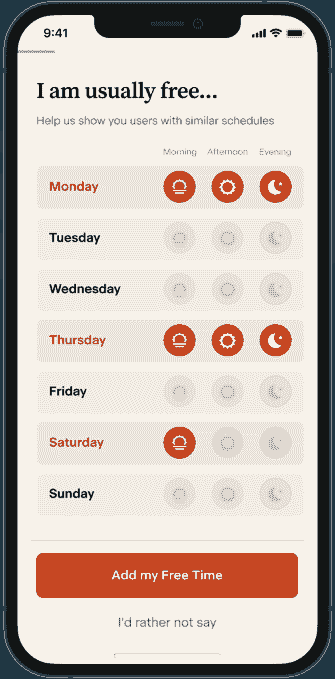 9:41
I am usually free...
Help us show you users with similar schedules
Morning Afternoon Evening
Monday
Tuesday
Wednesday
Thursday
Friday
Saturday
Sunday
Add my Free Time
I'd rather not say